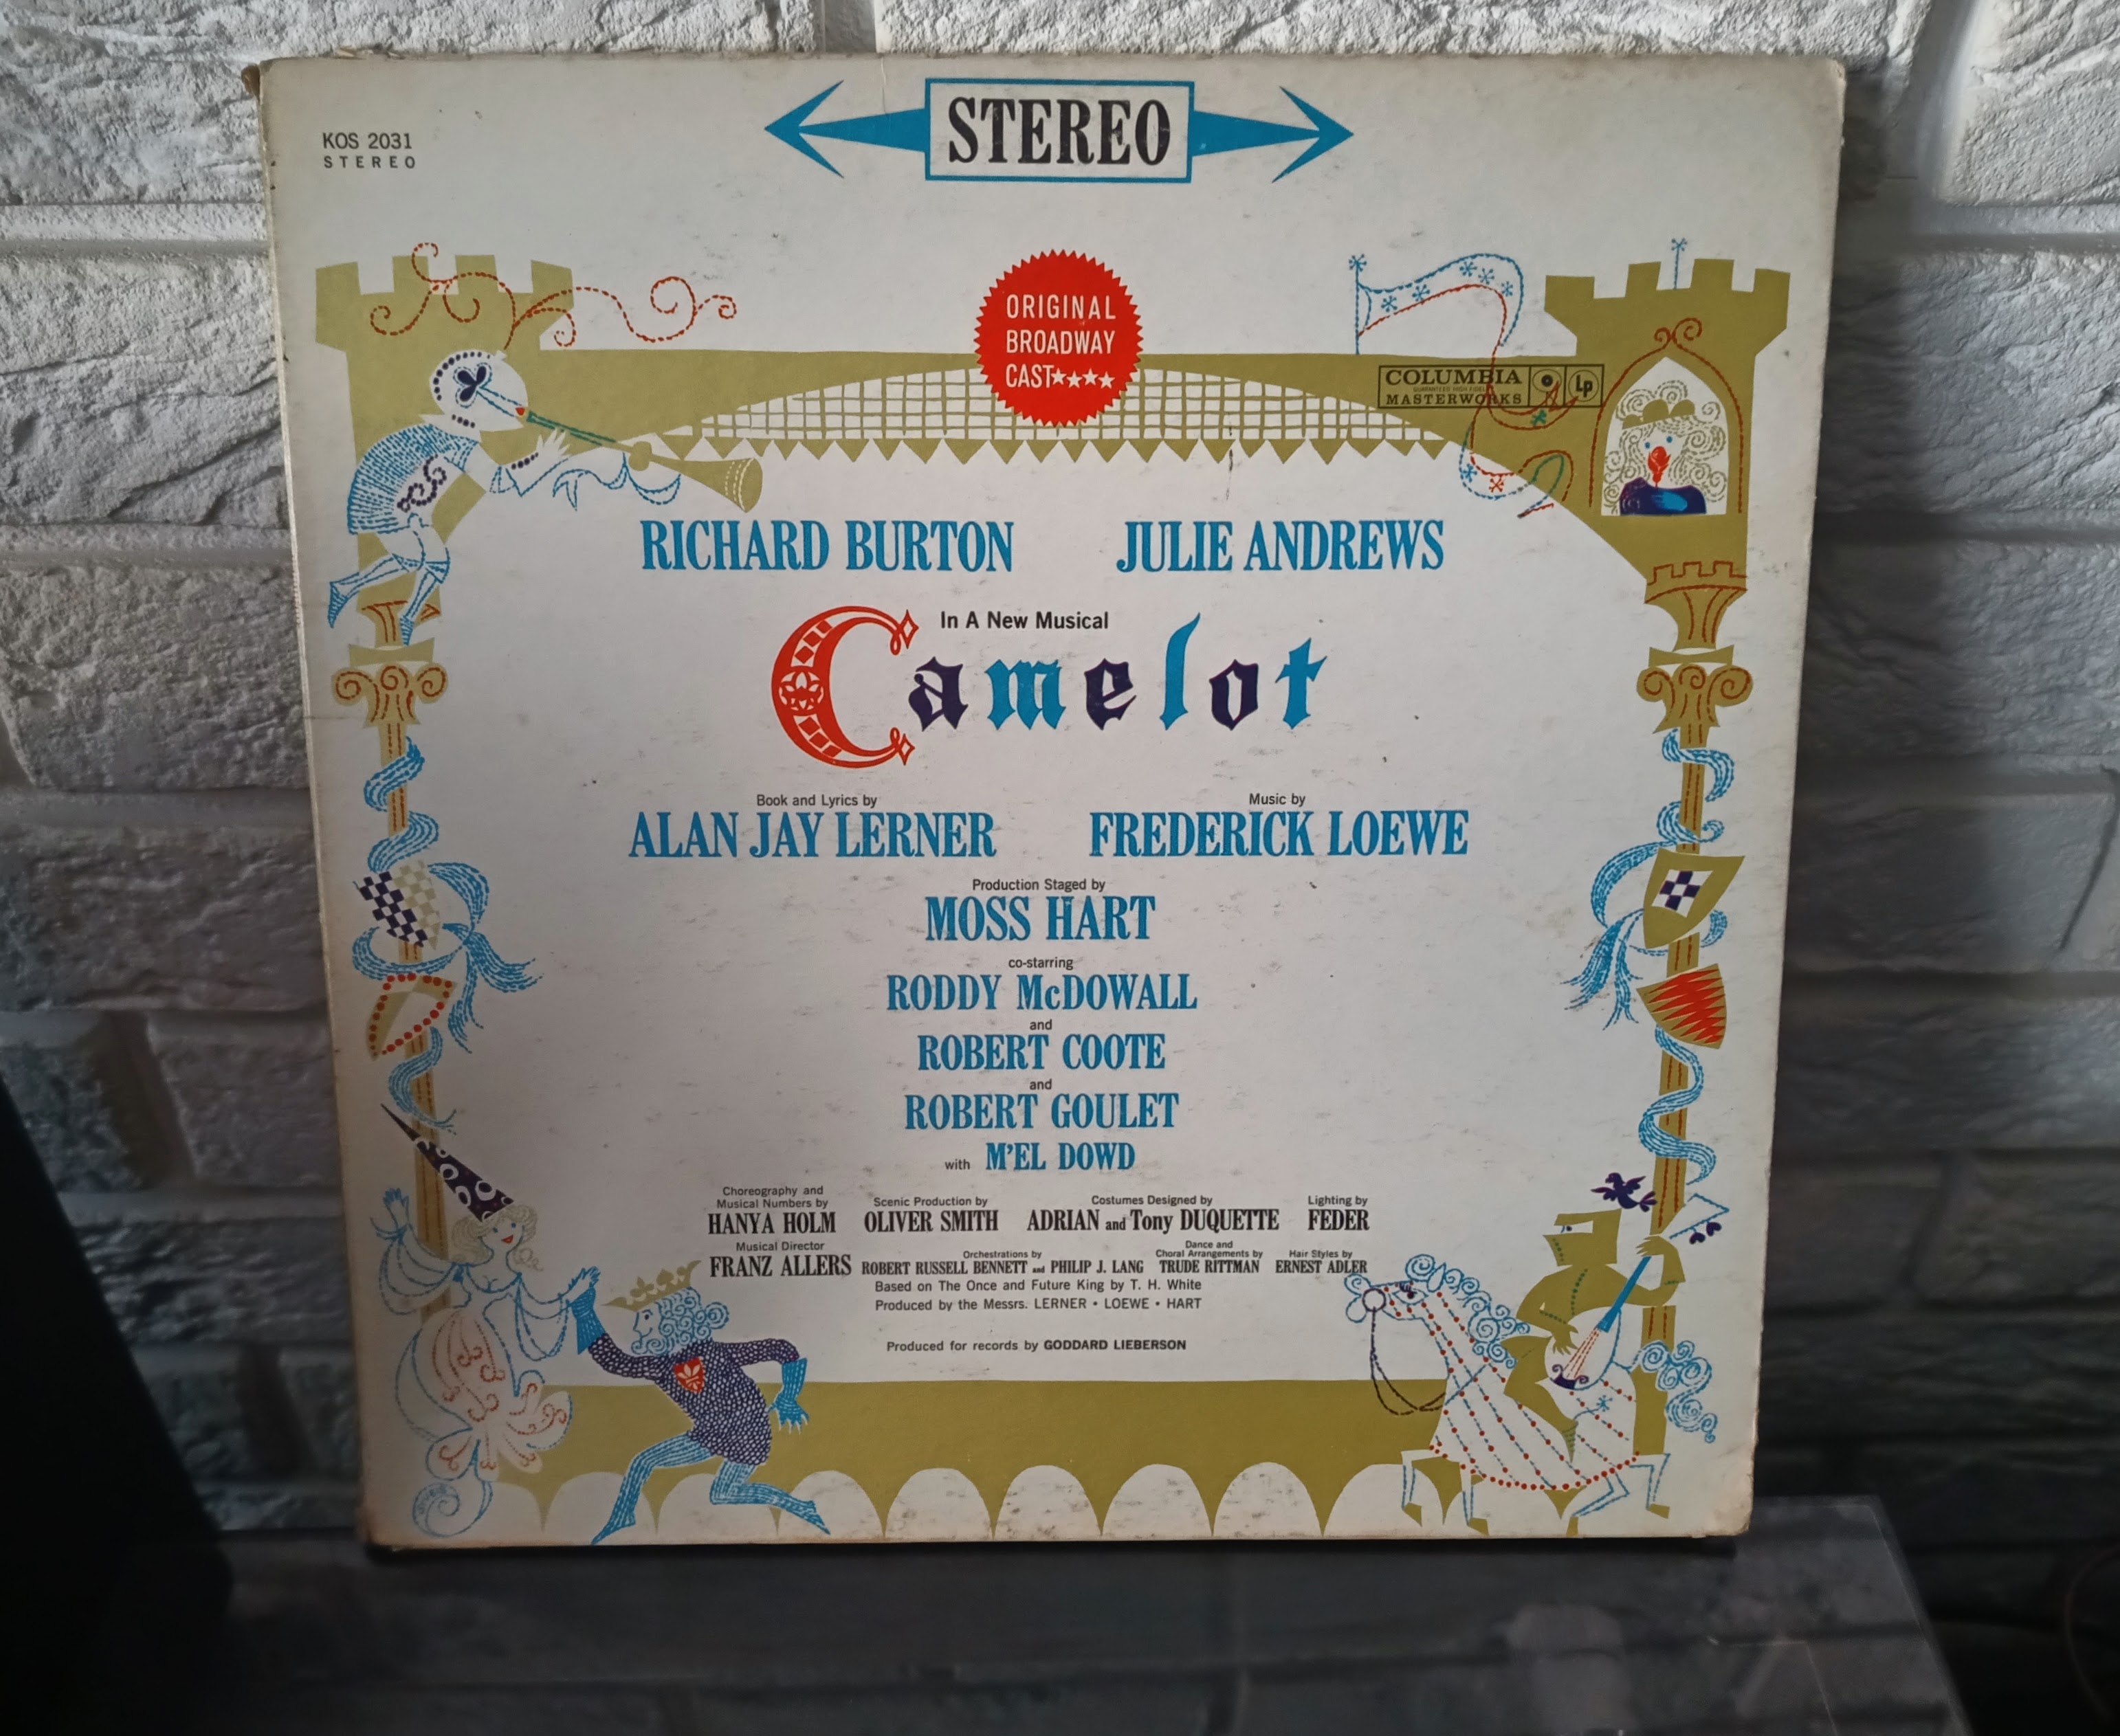 STEREO
KOS 2031
STEREO
ORIGINAL
BROADWAY
CAST★★★★
COLUMBIA
MASTERWORKS
Lp
RICHARD BURTON JULIE ANDREWS
In A New Musical
Camelot
Book and Lyrics by Music by
ALAN JAY LERNER FREDERICK LOEWE
Production Staged by
MOSS HART
co-starring
RODDY McDOWALL
and
ROBERT COOTE
and
ROBERT GOULET
with M'EL DOWD
Choreography and
Musical Numbers by Scenic Production by Costumes Designed by Lighting by
HANYA HOLM OLIVER SMITH ADRIAN and Tony DUQUETTE FEDER
Musical Director Orchestrations by Dance and Choral Arrangements by Hair Styles by
FRANZ ALLERS ROBERT RUSSELL BENNETT and PHILIP J. LANG TRUDE RITTMAN ERNEST ADLER
Based on The Once and Future King by T. H. White
Produced by the Messrs. LERNER • LOEWE • HART
Produced for records by GODDARD LIEBERSON